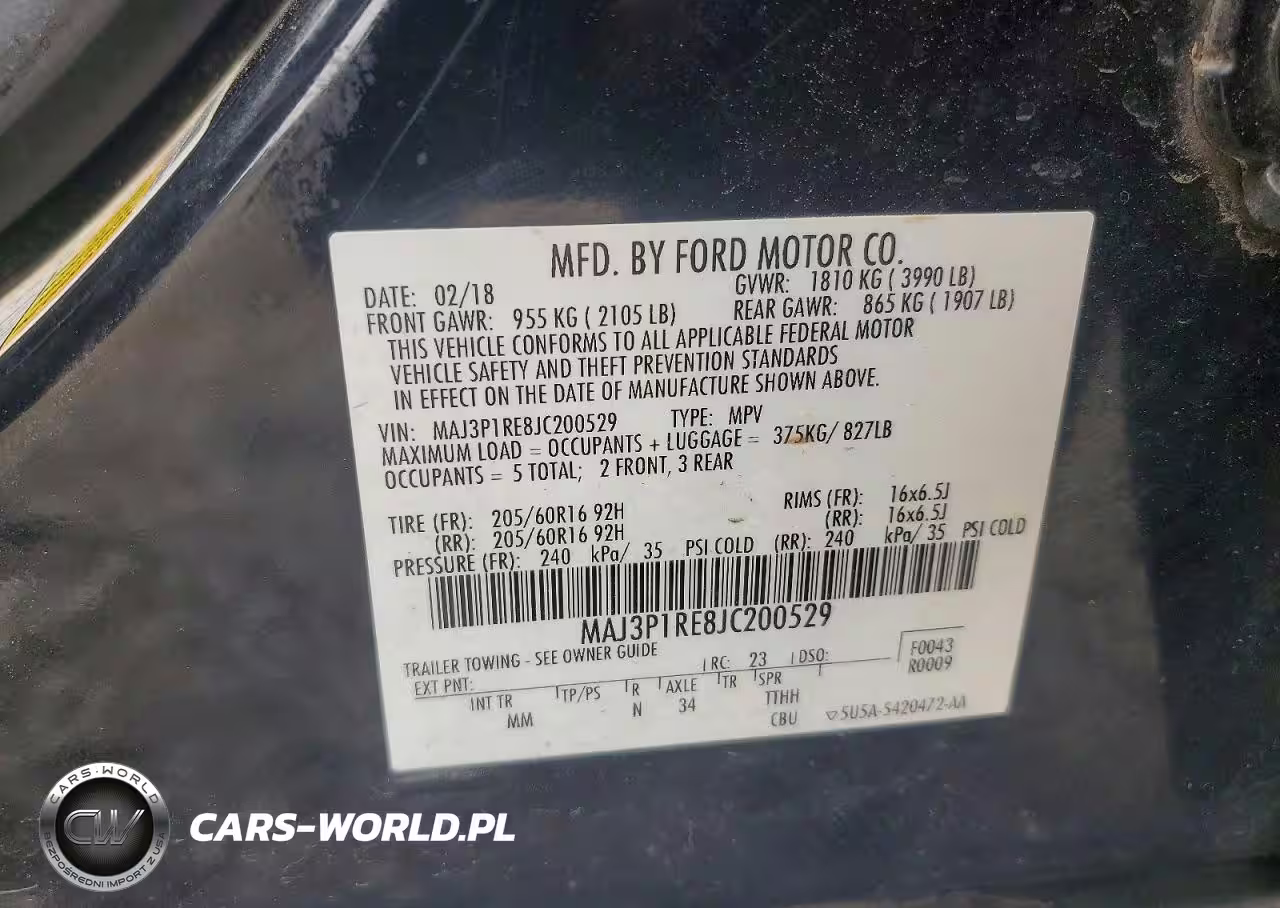 MFD. BY FORD MOTOR CO.
DATE: 02/18 GVWR: 1810 KG ( 3990 LB)
FRONT GAWR: 955 KG ( 2105 LB) REAR GAWR: 865 KG ( 1907 LB)
THIS VEHICLE CONFORMS TO ALL APPLICABLE FEDERAL MOTOR
VEHICLE SAFETY AND THEFT PREVENTION STANDARDS
IN EFFECT ON THE DATE OF MANUFACTURE SHOWN ABOVE.
VIN: MAJ3P1RE8JC200529 TYPE: MPV
MAXIMUM LOAD = OCCUPANTS + LUGGAGE = 375KG/ 827LB
OCCUPANTS = 5 TOTAL; 2 FRONT, 3 REAR
TIRE (FR): 205/60R16 92H RIMS (FR): 16x6.5J
(RR): 205/60R16 92H (RR): 16x6.5J
PRESSURE (FR): 240 kPa/ 35 PSI COLD (RR): 240 kPa/ 35 PSI COLD
MAJ3P1RE8JC200529
TRAILER TOWING - SEE OWNER GUIDE
F0043
R0009
EXT PNT: RC: 23 DSO:
INT TR TP/PS R AXLE TR SPR
MM N 34 TTHH
CBU 5U5A-5420472-AA
CARS-WORLD
CW
BEZPOŚREDNI IMPORT Z USA
CARS-WORLD.PL